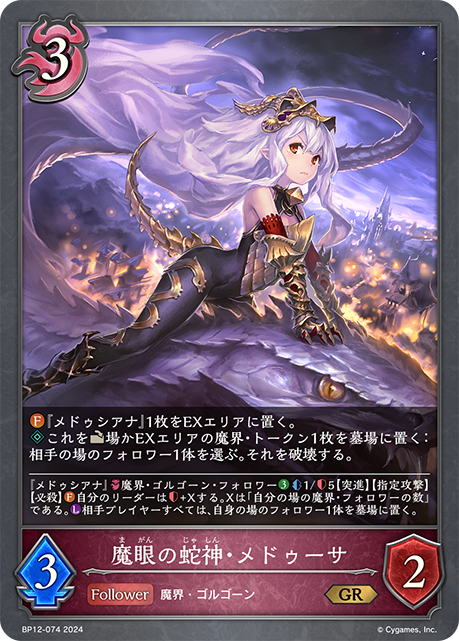 3
Ⓕ『メドゥシアナ』1枚をEXエリアに置く。
これを場かEXエリアの魔界・トークン1枚を墓場に置く:
相手の場のフォロワー1体を選ぶ。それを破壊する。
『メドゥシアナ』魔界・ゴルゴーン・フォロワー③1/5【突進】【指定攻撃】
【必殺】Ⓕ自分のリーダーは+Xする。Xは「自分の場の魔界・フォロワーの数」
である。Ⓛ相手プレイヤーすべては、自身の場のフォロワー1体を墓場に置く。
まがん じゃしん
魔眼の蛇神・メドゥーサ
3
Follower 魔界・ゴルゴーン GR
2
BP12-074 2024 © Cygames, Inc.